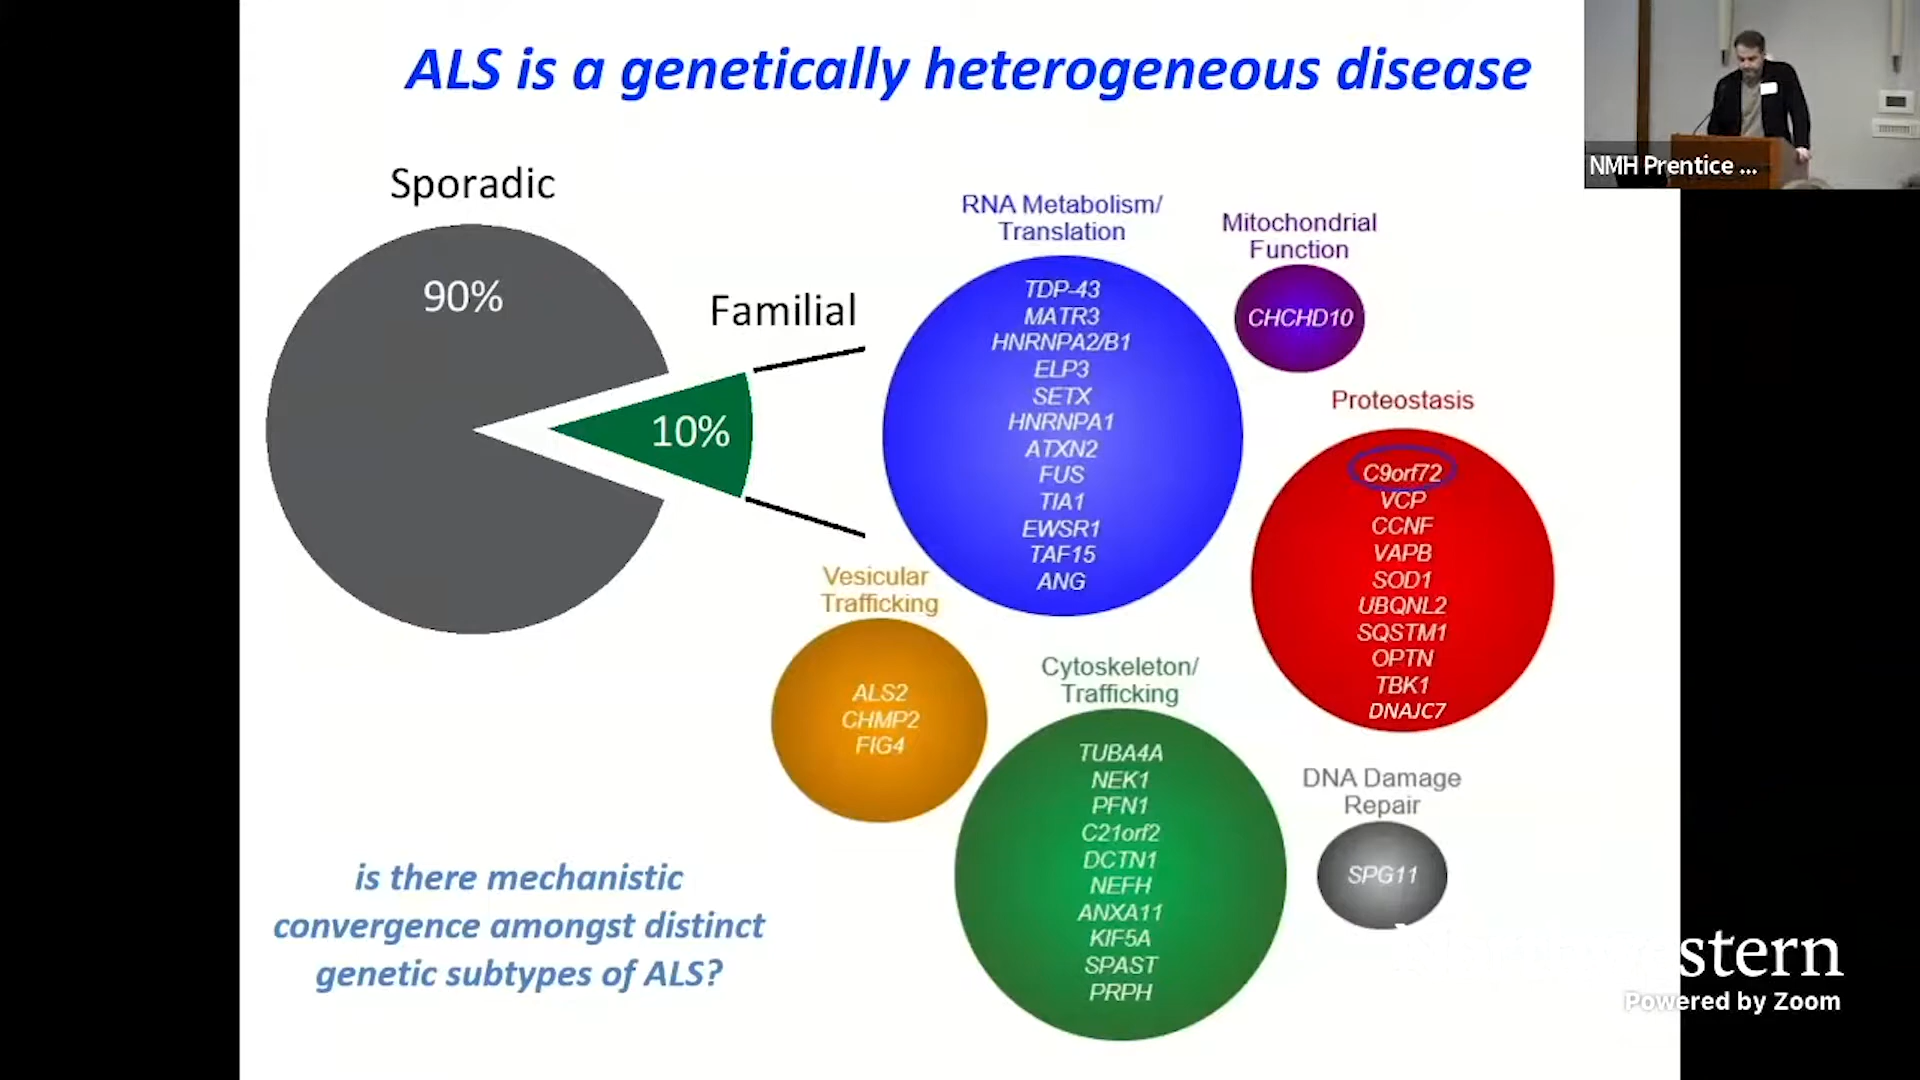 ALS is a genetically heterogeneous disease
NMH Prentice ...
Sporadic
90%
Familial
10%
RNA Metabolism/
Translation
TDP-43
MATR3
HNRNPA2/B1
ELP3
SETX
HNRNPA1
ATXN2
FUS
TIA1
EWSR1
TAF15
ANG
Mitochondrial
Function
CHCHD10
Proteostasis
C9orf72
VCP
CCNF
VAPB
SOD1
UBQNL2
SQSTM1
OPTN
TBK1
DNAJC7
Vesicular
Trafficking
ALS2
CHMP2
FIG4
Cytoskeleton/
Trafficking
TUBA4A
NEK1
PFN1
C21orf2
DCTN1
NEFH
ANXA11
KIF5A
SPAST
PRPH
DNA Damage
Repair
SPG11
is there mechanistic
convergence amongst distinct
genetic subtypes of ALS?
Powered by Zoom